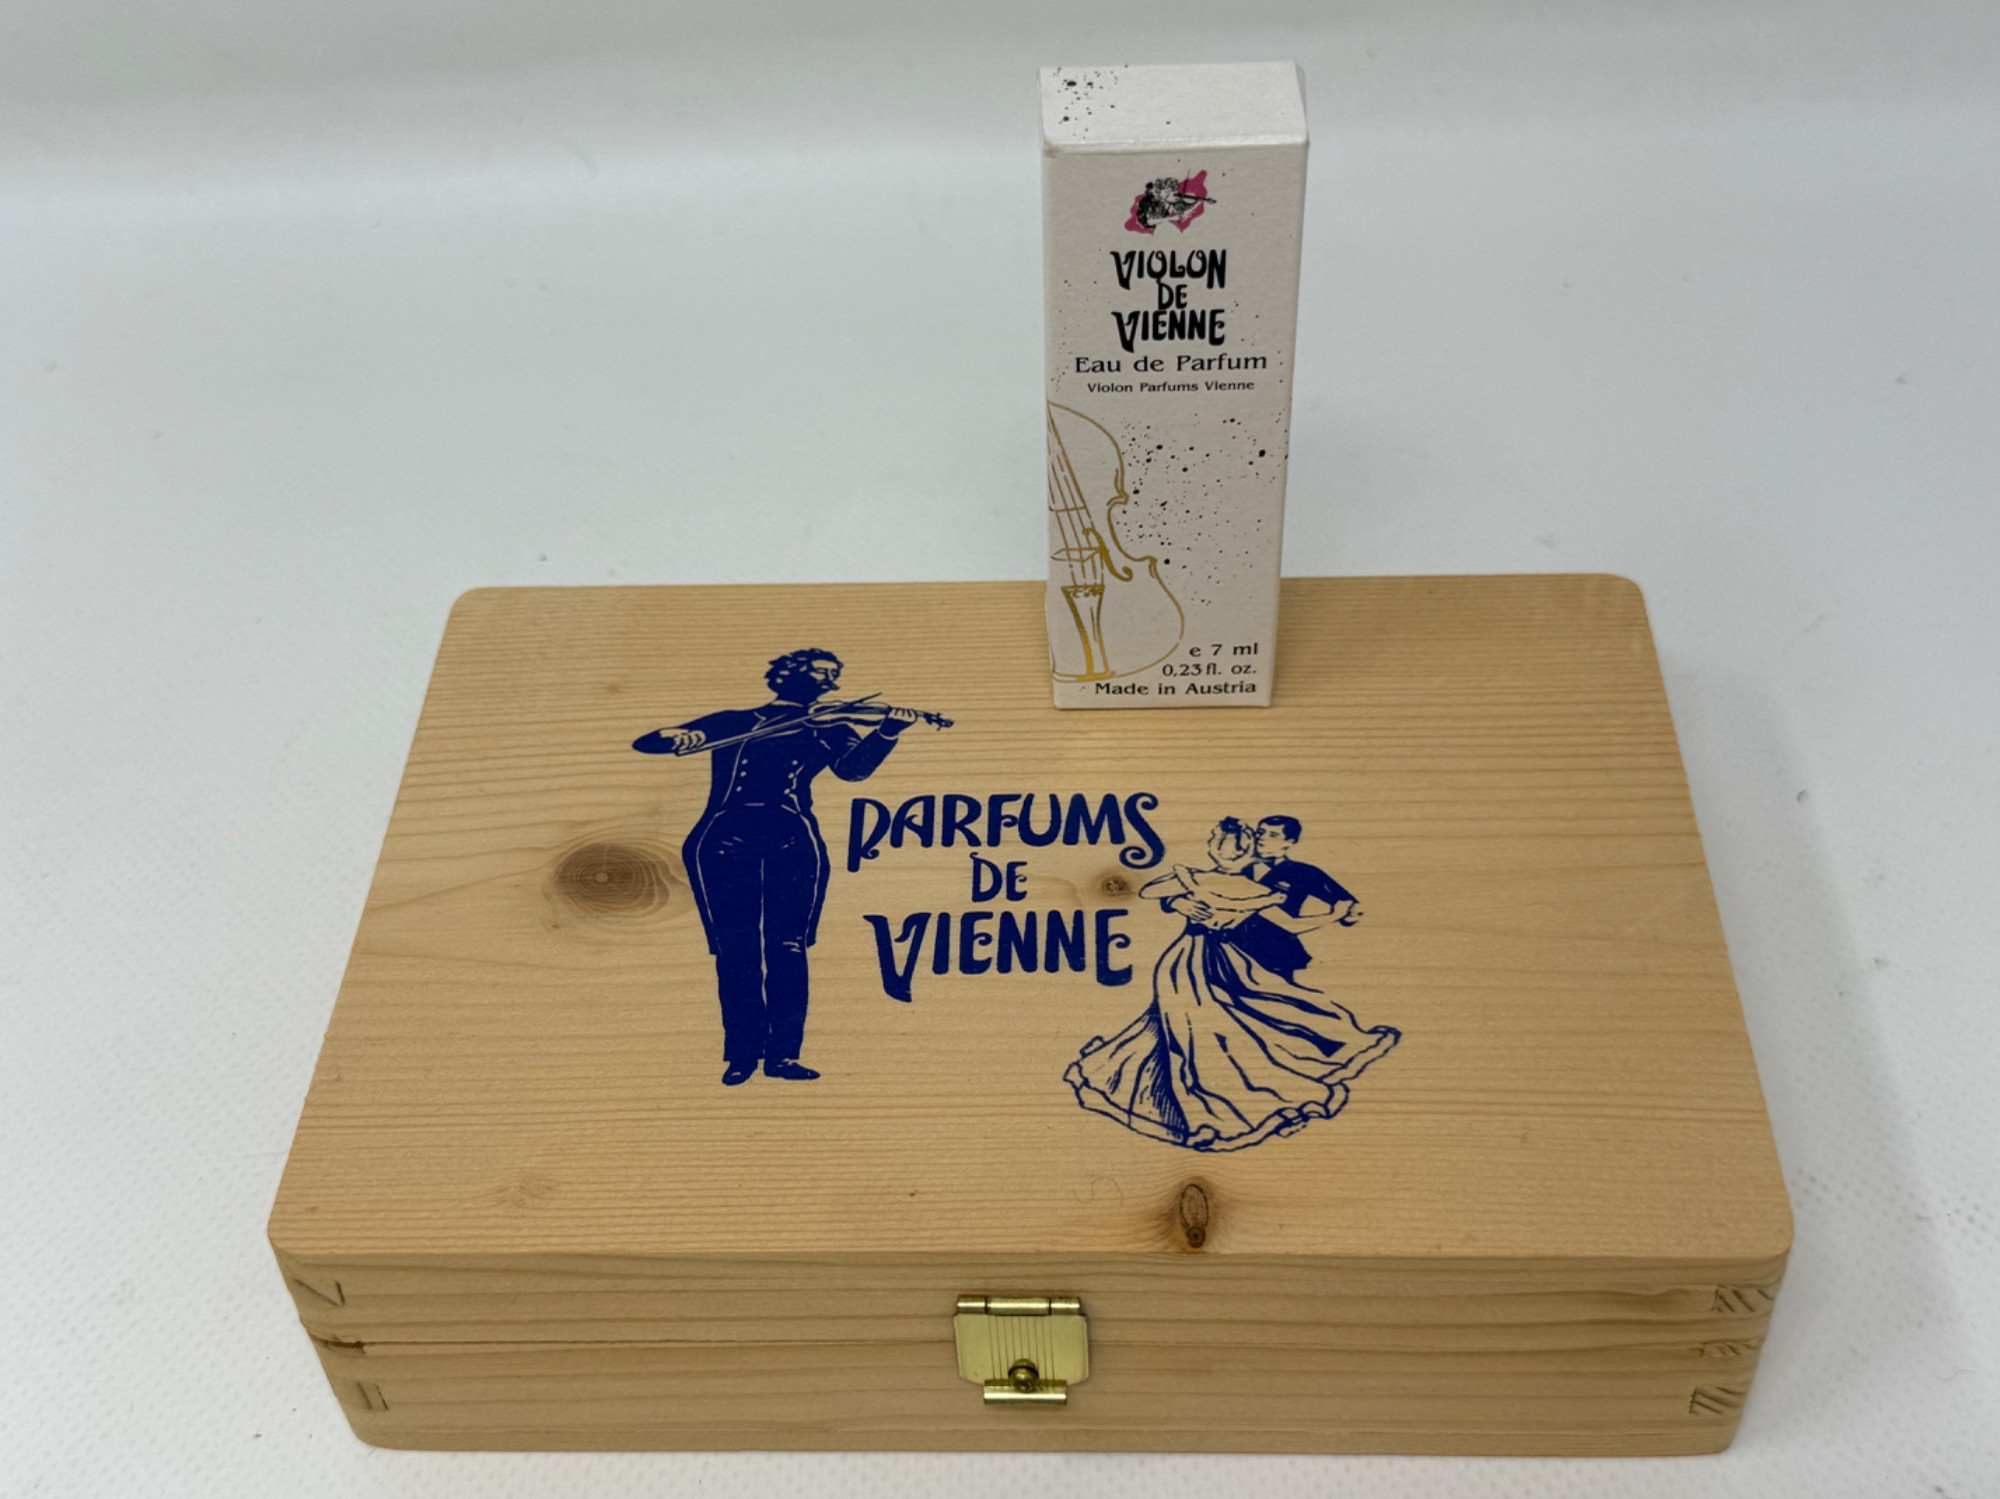 VIOLON
DE
VIENNE
Eau de Parfum
Violon Parfums Vienne
e 7 ml
0,23 fl. oz.
Made in Austria
PARFUMS
DE
VIENNE